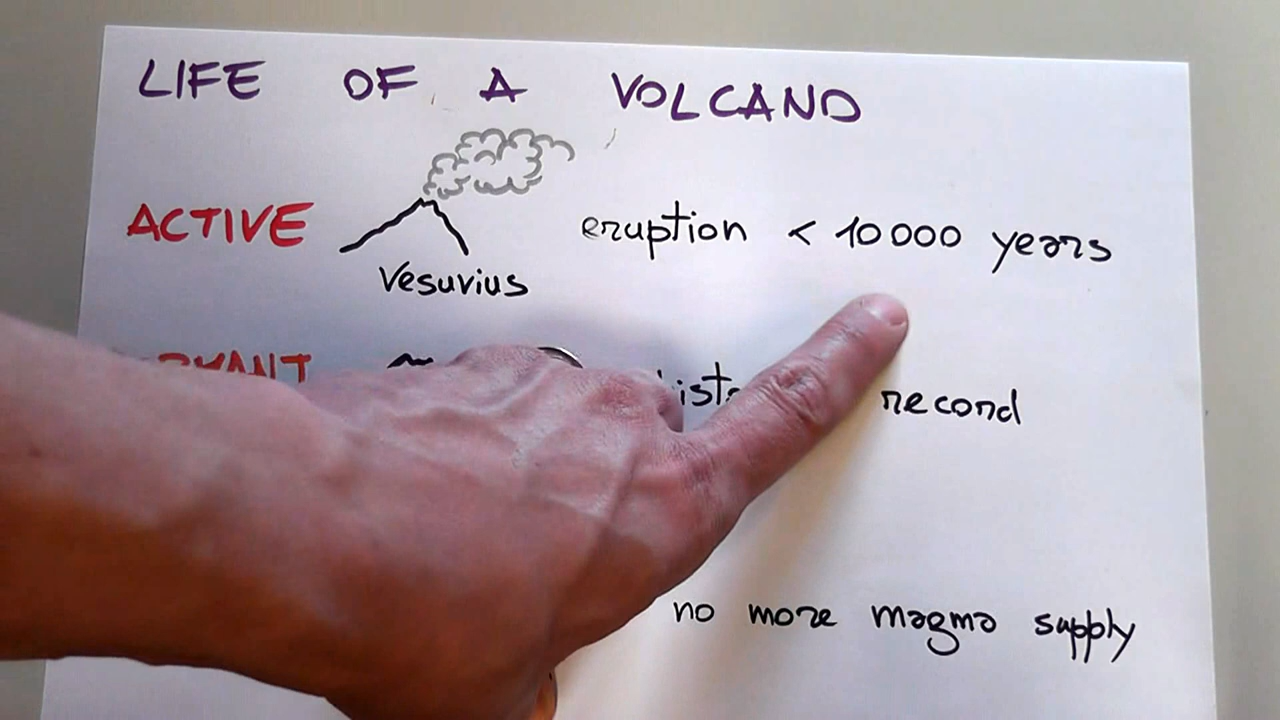 LIFE OF A VOLCANO
ACTIVE eruption < 10000 years
Vesuvius
record
no more magma supply